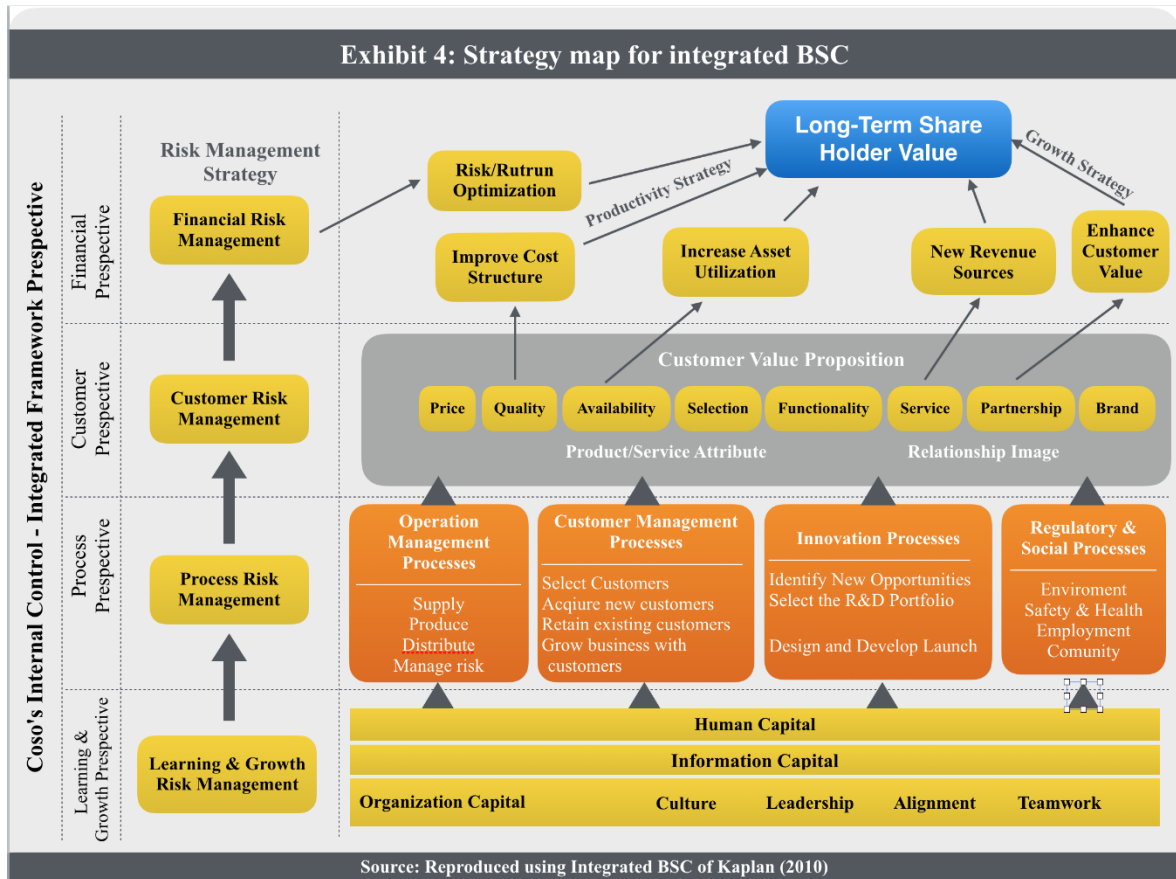 Exhibit 4: Strategy map for integrated BSC
Coso's Internal Control - Integrated Framework Prespective
Financial
Prespective
Risk Management
Strategy
Financial Risk
Management
Risk/Rutrun
Optimization
Improve Cost
Structure
Productivity Strategy
Long-Term Share
Holder Value
Increase Asset
Utilization
New Revenue
Sources
Growth Strategy
Enhance
Customer
Value
Customer
Prespective
Customer Risk
Management
Customer Value Proposition
Price
Quality
Availability
Selection
Functionality
Service
Partnership
Brand
Product/Service Attribute
Relationship Image
Process
Prespective
Process Risk
Management
Operation
Management
Processes
Supply
Produce
Distribute
Manage risk
Customer Management
Processes
Select Customers
Acqiure new customers
Retain existing customers
Grow business with
customers
Innovation Processes
Identify New Opportunities
Select the R&D Portfolio
Design and Develop Launch
Regulatory &
Social Processes
Enviroment
Safety & Health
Employment
Comunity
Learning &
Growth Prespective
Learning & Growth
Risk Management
Human Capital
Information Capital
Organization Capital Culture Leadership Alignment Teamwork
Source: Reproduced using Integrated BSC of Kaplan (2010)